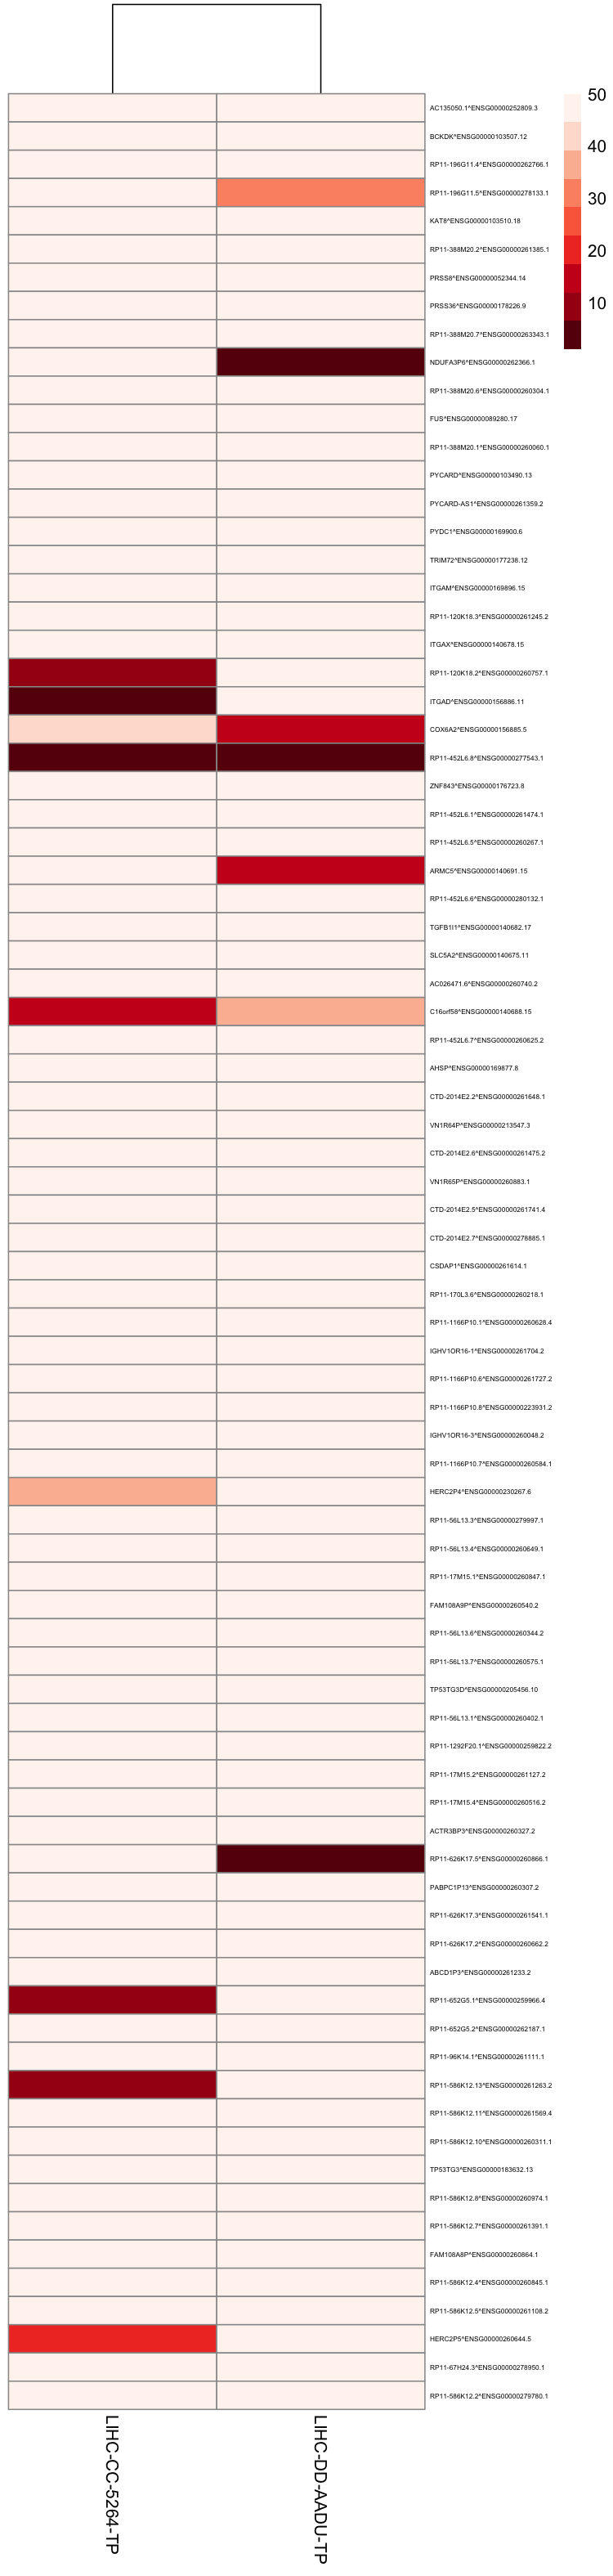 50
40
30
20
10
AC135050.1^ENSG00000252809.3
BCKDK^ENSG00000103507.12
RP11-196G11.4^ENSG00000262766.1
RP11-196G11.5^ENSG00000278133.1
KAT8^ENSG00000103510.18
RP11-388M20.2^ENSG00000261385.1
PRSS8^ENSG00000052344.14
PRSS36^ENSG00000178226.9
RP11-388M20.7^ENSG00000263343.1
NDUFA3P6^ENSG00000262366.1
RP11-388M20.6^ENSG00000260304.1
FUS^ENSG00000089280.17
RP11-388M20.1^ENSG00000260060.1
PYCARD^ENSG00000103490.13
PYCARD-AS1^ENSG00000261359.2
PYDC1^ENSG00000169900.6
TRIM72^ENSG00000177238.12
ITGAM^ENSG00000169896.15
RP11-120K18.3^ENSG00000261245.2
ITGAX^ENSG00000140678.15
RP11-120K18.2^ENSG00000260757.1
ITGAD^ENSG00000156886.11
COX6A2^ENSG00000156885.5
RP11-452L6.8^ENSG00000277543.1
ZNF843^ENSG00000176723.8
RP11-452L6.1^ENSG00000261474.1
RP11-452L6.5^ENSG00000260267.1
ARMC5^ENSG00000140691.15
RP11-452L6.6^ENSG00000280132.1
TGFB1I1^ENSG00000140682.17
SLC5A2^ENSG00000140675.11
AC026471.6^ENSG00000260740.2
C16orf58^ENSG00000140688.15
RP11-452L6.7^ENSG00000260625.2
AHSP^ENSG00000169877.8
CTD-2014E2.2^ENSG00000261648.1
VN1R64P^ENSG00000213547.3
CTD-2014E2.6^ENSG00000261475.2
VN1R65P^ENSG00000260883.1
CTD-2014E2.5^ENSG00000261741.4
CTD-2014E2.7^ENSG00000278885.1
CSDAP1^ENSG00000261614.1
RP11-170L3.6^ENSG00000260218.1
RP11-1166P10.1^ENSG00000260628.4
IGHV1OR16-1^ENSG00000261704.2
RP11-1166P10.6^ENSG00000261727.2
RP11-1166P10.8^ENSG00000223931.2
IGHV1OR16-3^ENSG00000260048.2
RP11-1166P10.7^ENSG00000260584.1
HERC2P4^ENSG00000230267.6
RP11-56L13.3^ENSG00000279997.1
RP11-56L13.4^ENSG00000260649.1
RP11-17M15.1^ENSG00000260847.1
FAM108A9P^ENSG00000260540.2
RP11-56L13.6^ENSG00000260344.2
RP11-56L13.7^ENSG00000260575.1
TP53TG3D^ENSG00000205456.10
RP11-56L13.1^ENSG00000260402.1
RP11-1292F20.1^ENSG00000259822.2
RP11-17M15.2^ENSG00000261127.2
RP11-17M15.4^ENSG00000260516.2
ACTR3BP3^ENSG00000260327.2
RP11-626K17.5^ENSG00000260866.1
PABPC1P13^ENSG00000260307.2
RP11-626K17.3^ENSG00000261541.1
RP11-626K17.2^ENSG00000260662.2
ABCD1P3^ENSG00000261233.2
RP11-652G5.1^ENSG00000259966.4
RP11-652G5.2^ENSG00000262187.1
RP11-96K14.1^ENSG00000261111.1
RP11-586K12.13^ENSG00000261263.2
RP11-586K12.11^ENSG00000261569.4
RP11-586K12.10^ENSG00000260311.1
TP53TG3^ENSG00000183632.13
RP11-586K12.8^ENSG00000260974.1
RP11-586K12.7^ENSG00000261391.1
FAM108A8P^ENSG00000260864.1
RP11-586K12.4^ENSG00000260845.1
RP11-586K12.5^ENSG00000261108.2
HERC2P5^ENSG00000260644.5
RP11-67H24.3^ENSG00000278950.1
RP11-586K12.2^ENSG00000279780.1
LIHC-CC-5264-TP
LIHC-DD-AADU-TP